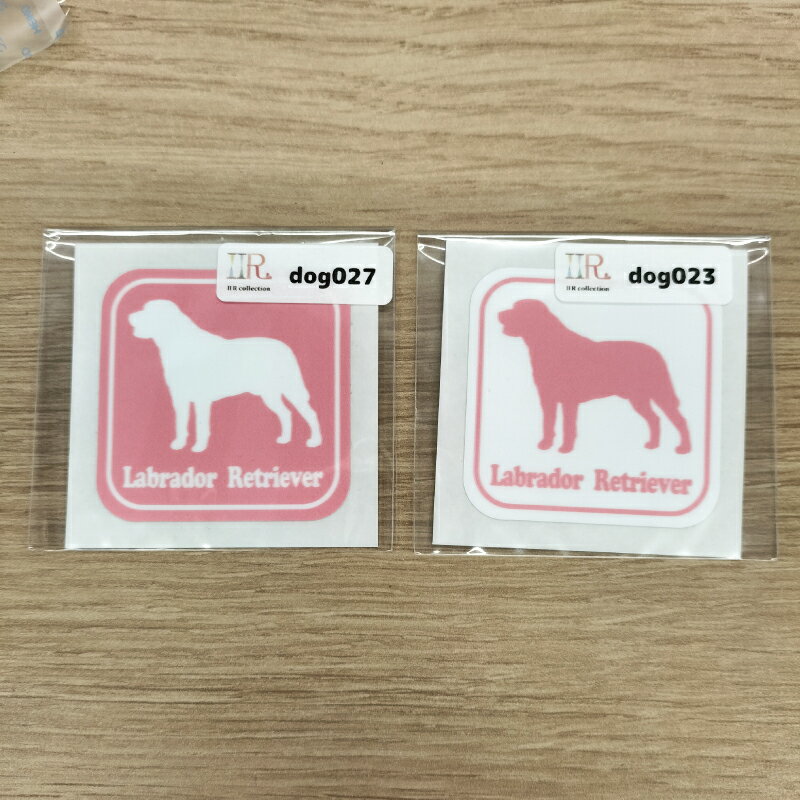 IIR.
IIR collection
dog027
Labrador Retriever
IIR.
IIR collection
dog023
Labrador Retriever